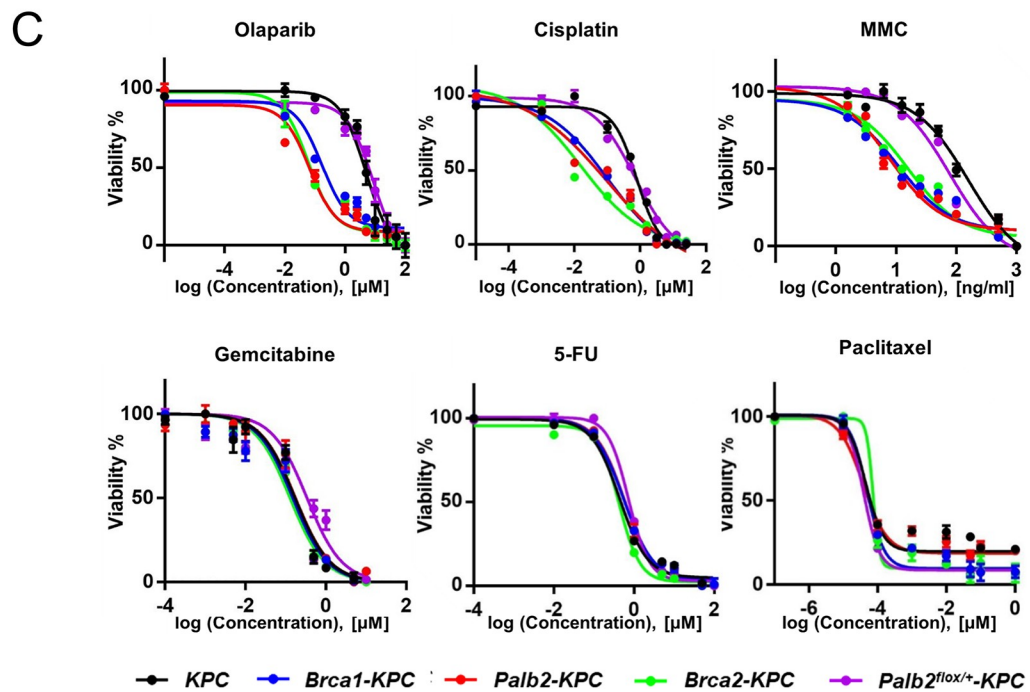 C
Olaparib
Cisplatin
MMC
Viability %
100
50
0
-4
-2
0
2
log (Concentration), [µM]
Viability %
100
50
0
-4
-2
0
2
log (Concentration), [µM]
Viability %
100
50
0
0
1
2
3
log (Concentration), [ng/ml]
Gemcitabine
5-FU
Paclitaxel
Viability %
100
50
0
-4
-2
0
2
log (Concentration), [µM]
Viability %
100
50
0
-4
-2
0
2
log (Concentration), [µM]
Viability %
100
50
0
-6
-4
-2
0
log (Concentration), [µM]
KPC
Brca1-KPC
Palb2-KPC
Brca2-KPC
Palb2flox/+-KPC